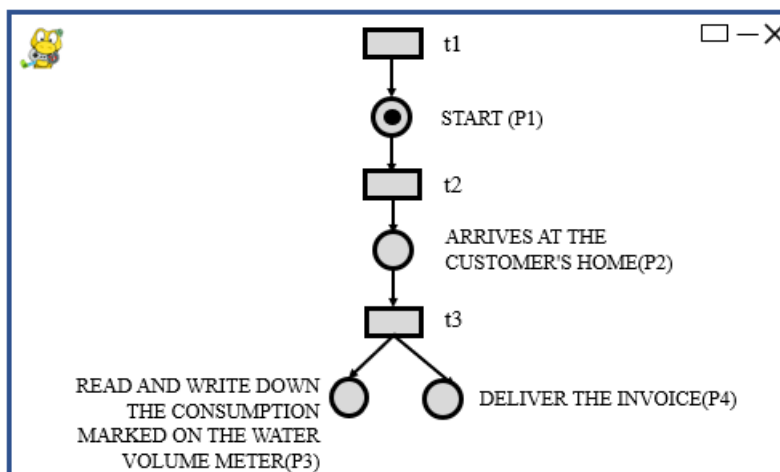 t1
START (P1)
t2
ARRIVES AT THE
CUSTOMER'S HOME(P2)
t3
READ AND WRITE DOWN
THE CONSUMPTION
MARKED ON THE WATER
VOLUME METER(P3)
DELIVER THE INVOICE(P4)